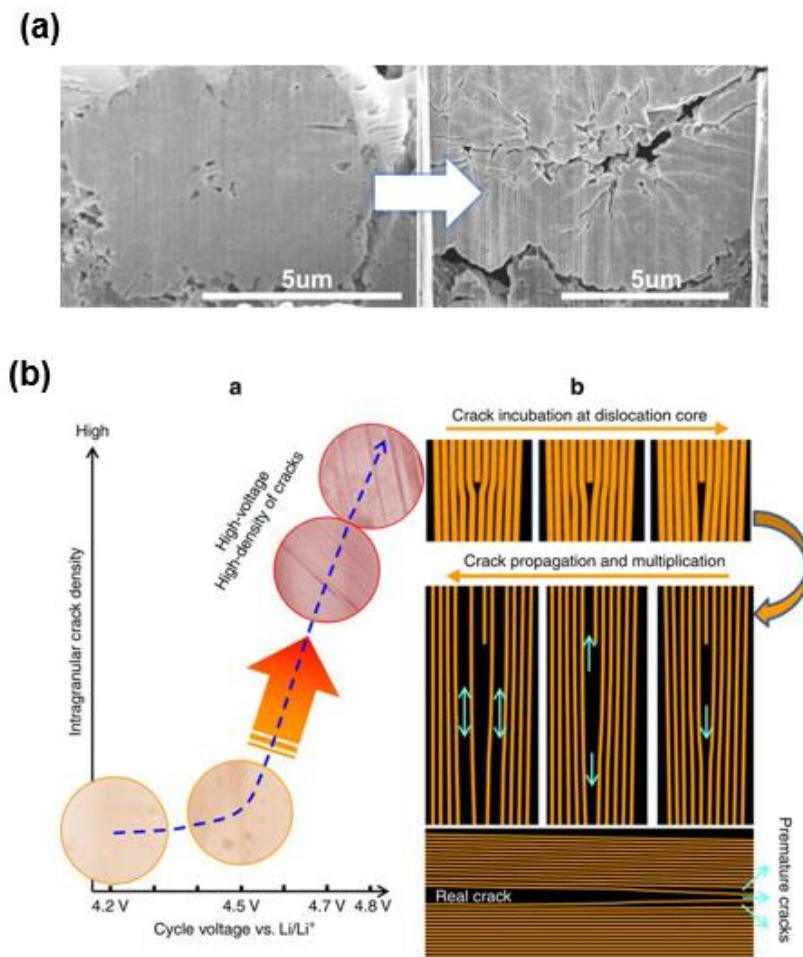 (a)
5um
5um
(b)
a
b
High
Intragranular crack density
High-voltage
High-density of cracks
4.2 V
4.5 V
4.7 V
4.8 V
Cycle voltage vs. Li/Li⁺
Crack incubation at dislocation core
Crack propagation and multiplication
Real crack
Premature cracks